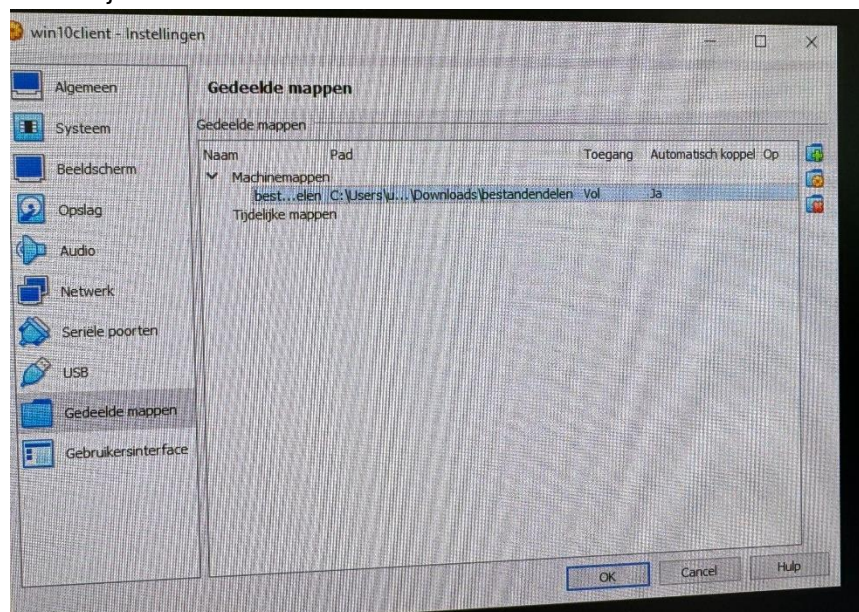 win10client - Instellingen
Algemeen
Systeem
Beeldscherm
Opslag
Audio
Netwerk
Seriële poorten
USB
Gedeelde mappen
Gebruikersinterface
Gedeelde mappen
Gedeelde mappen
Naam Pad Toegang Automatisch koppel Op
Machinemappen
best...elen C:\Users\u...\Downloads\bestandendelen Vol Ja
Tijdelijke mappen
OK Cancel Hulp